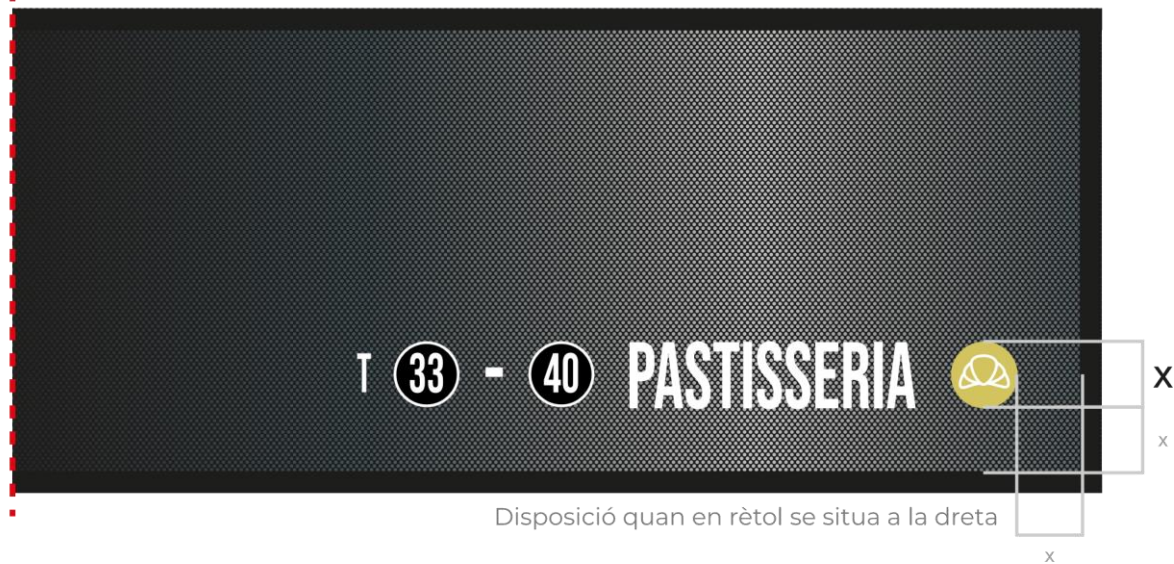 T 33 - 40 PASTISSERIA
X
x
Disposició quan en rètol se situa a la dreta
x